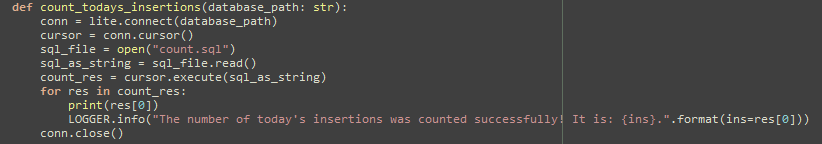 def count_todays_insertions(database_path: str):
    conn = lite.connect(database_path)
    cursor = conn.cursor()
    sql_file = open("count.sql")
    sql_as_string = sql_file.read()
    count_res = cursor.execute(sql_as_string)
    for res in count_res:
        print(res[0])
        LOGGER.info("The number of today's insertions was counted successfully! It is: {ins}.".format(ins=res[0]))
    conn.close()